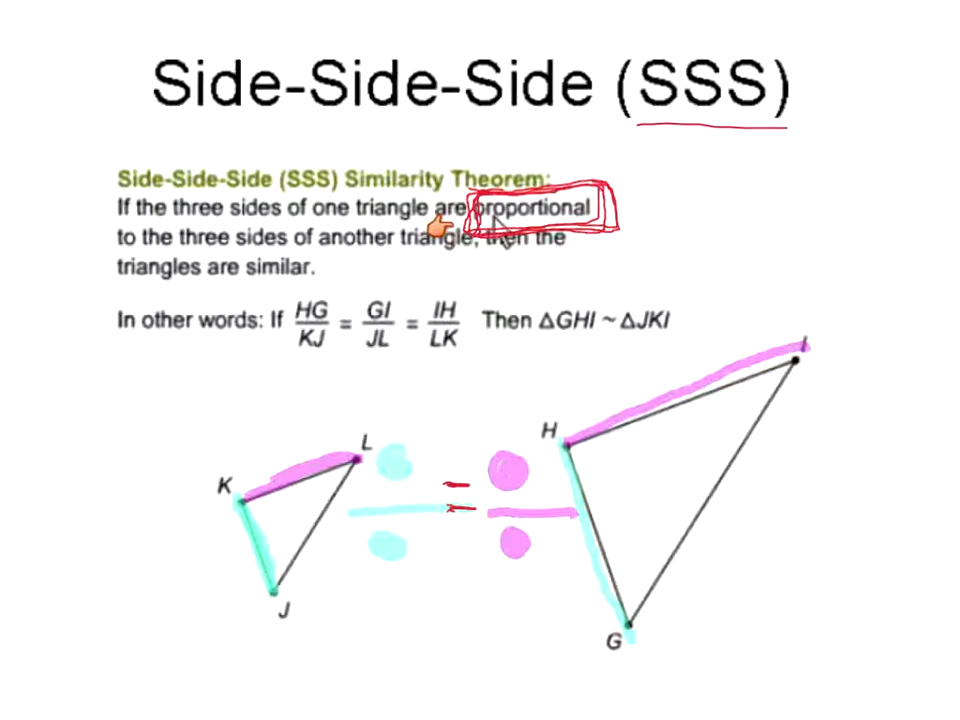 Side-Side-Side (SSS)
Side-Side-Side (SSS) Similarity Theorem:
If the three sides of one triangle are proportional
to the three sides of another triangle, then the
triangles are similar.
In other words: If HG/KJ = GI/JL = IH/LK Then ΔGHI ~ ΔJKI
I
H
L
K
=
J
G